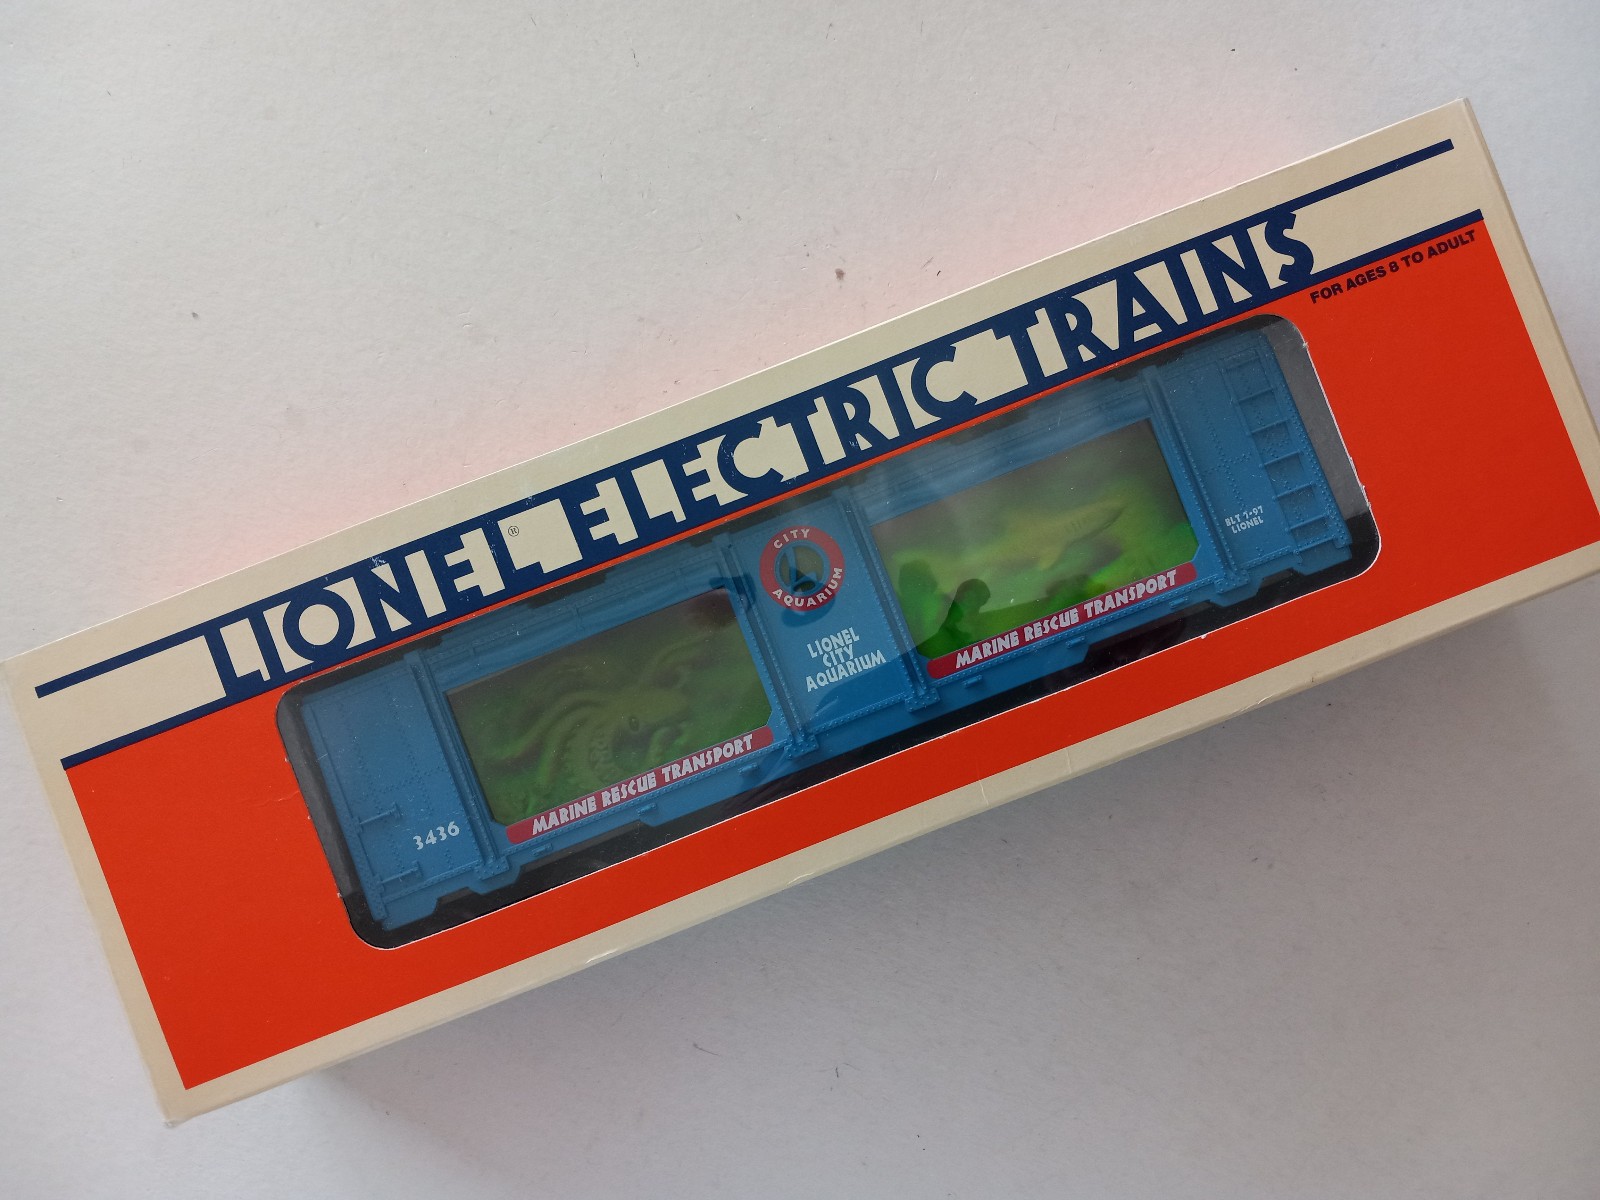 LIONEL® ELECTRIC TRAINS
FOR AGES 8 TO ADULT
CITY
AQUARIUM
LIONEL
CITY
AQUARIUM
MARINE RESCUE TRANSPORT
MARINE RESCUE TRANSPORT
3436
BLT 7-97
LIONEL